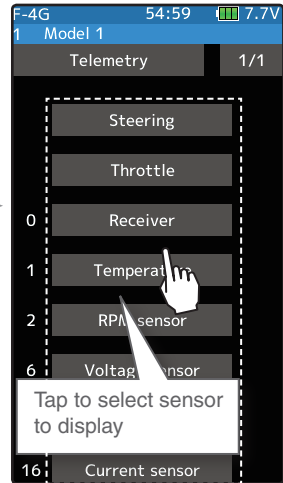 F-4G 54:59 7.7V
1 Model 1
Telemetry 1/1
Steering
Throttle
0 Receiver
1 Temperature
2 RPM sensor
6 Voltage sensor
Tap to select sensor
to display
16 Current sensor